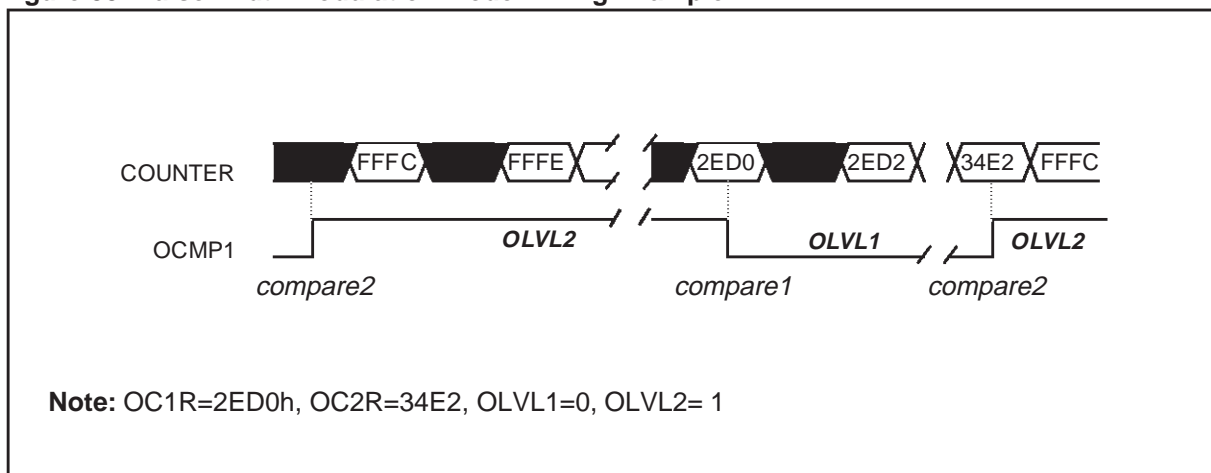 COUNTER FFFC FFFE 2ED0 2ED2 34E2 FFFC
OCMP1 OLVL2 OLVL1 OLVL2
compare2 compare1 compare2
Note: OC1R=2ED0h, OC2R=34E2, OLVL1=0, OLVL2= 1